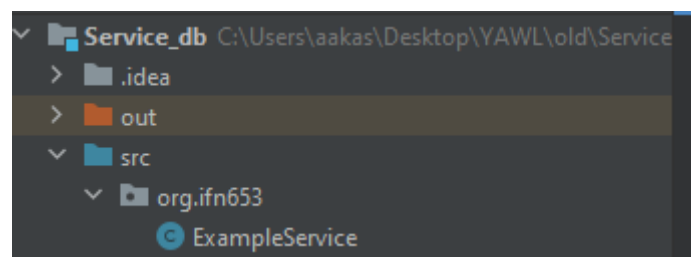 Service_db C:\Users\aakas\Desktop\YAWL\old\Service
.idea
out
src
org.ifn653
C ExampleService